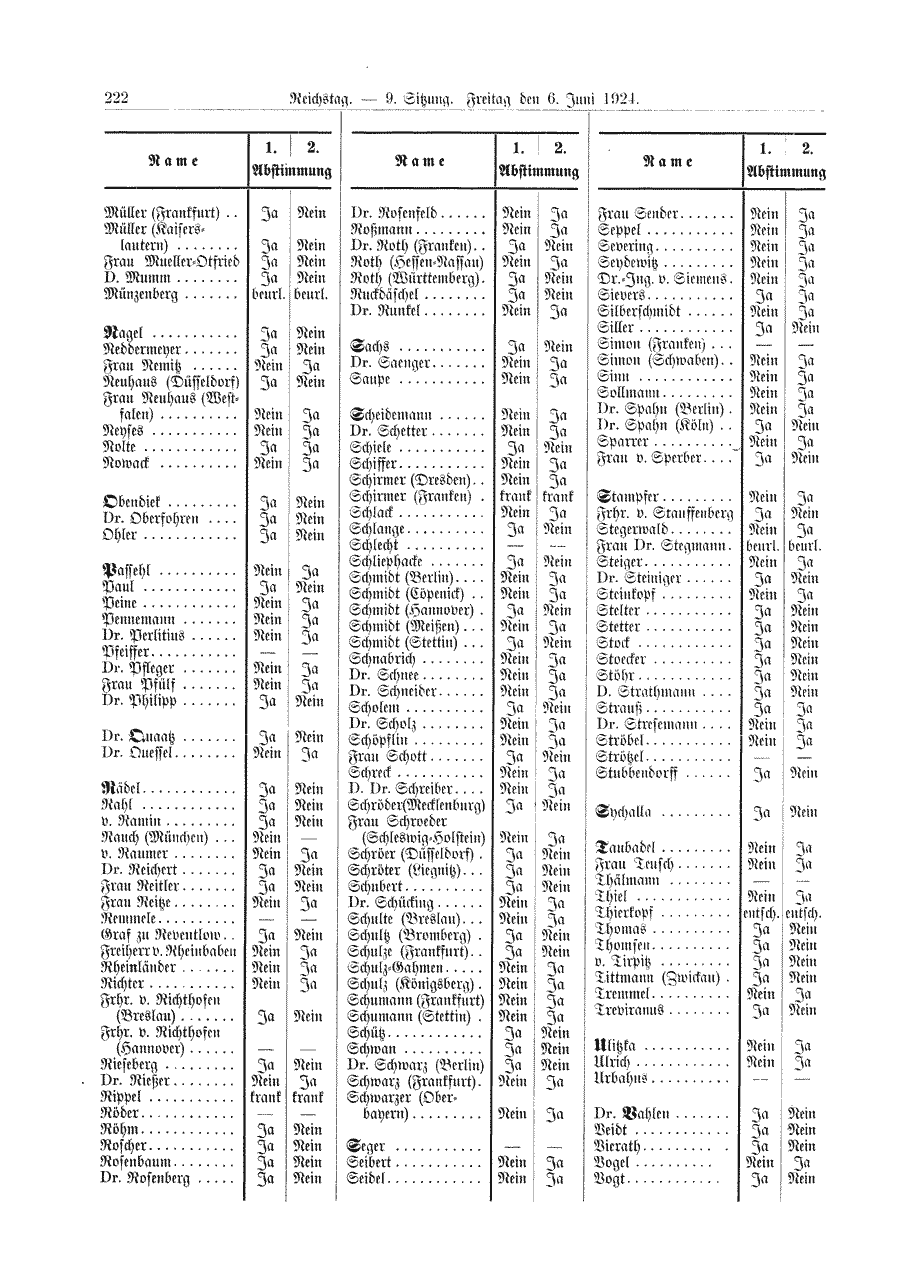 222 Reichstag. — 9. Sitzung. Freitag den 6. Juni 1924.
Name 1. 2.
Abstimmung
Müller (Frankfurt) . . Ja Nein
Müller (Kaisers-
lautern) . . . . . . . . Ja Nein
Frau Mueller-Otfried Ja Nein
D. Mumm . . . . . . . . Ja Nein
Münzenberg . . . . . . . beurl. beurl.
Nagel . . . . . . . . . . . Ja Nein
Neddermeyer . . . . . . . Ja Nein
Frau Nemitz . . . . . . Nein Ja
Neuhaus (Düsseldorf) Ja Nein
Frau Neuhaus (West-
falen) . . . . . . . . . . Nein Ja
Neyses . . . . . . . . . . Nein Ja
Nolte . . . . . . . . . . . Ja Ja
Nowack . . . . . . . . . . Nein Ja
Obendiek . . . . . . . . . Ja Nein
Dr. Oberfohren . . . . Ja Nein
Ohler . . . . . . . . . . . Ja Nein
Passehl . . . . . . . . . . Nein Ja
Paul . . . . . . . . . . . Ja Nein
Peine . . . . . . . . . . . Nein Ja
Pennemann . . . . . . . Nein Ja
Dr. Perlitius . . . . . . Nein Ja
Pfeiffer . . . . . . . . . . — —
Dr. Pfleger . . . . . . . Nein Ja
Frau Pfülf . . . . . . . Nein Ja
Dr. Philipp . . . . . . . Ja Nein
Dr. Quaatz . . . . . . . Ja Nein
Dr. Quessel . . . . . . . . Nein Ja
Rädel . . . . . . . . . . . Ja Nein
Rahl . . . . . . . . . . . Ja Nein
v. Ramin . . . . . . . . . Ja Nein
Rauch (München) . . . Nein —
v. Raumer . . . . . . . . Nein Ja
Dr. Reichert . . . . . . . Ja Nein
Frau Reitler . . . . . . . Ja Nein
Frau Reitze . . . . . . . Nein Ja
Remmele . . . . . . . . . . — —
Graf zu Reventlow . . Ja Nein
Freiherr v. Rheinbaben Nein Ja
Rheinländer . . . . . . . Nein Ja
Richter . . . . . . . . . . Nein Ja
Frhr. v. Richthofen
(Breslau) . . . . . . . Ja Nein
Frhr. v. Richthofen
(Hannover) . . . . . . — —
Rieseberg . . . . . . . . . Ja Nein
Dr. Rießer . . . . . . . . Nein Ja
Rippel . . . . . . . . . . krank krank
Röder . . . . . . . . . . . — —
Röhm . . . . . . . . . . . Ja Nein
Roscher . . . . . . . . . . Ja Nein
Rosenbaum . . . . . . . . Ja Nein
Dr. Rosenberg . . . . . Ja Nein
Name 1. 2.
Abstimmung
Dr. Rosenfeld . . . . . . Nein Ja
Roßmann . . . . . . . . . Nein Ja
Dr. Roth (Franken) . . Ja Nein
Roth (Hessen-Nassau) Nein Ja
Roth (Württemberg) . Ja Nein
Ruckdäschel . . . . . . . . Ja Nein
Dr. Runkel . . . . . . . . Nein Ja
Sachs . . . . . . . . . . . Ja Nein
Dr. Saenger . . . . . . . Nein Ja
Saupe . . . . . . . . . . . Nein Ja
Scheidemann . . . . . . Nein Ja
Dr. Schetter . . . . . . . Nein Ja
Schiele . . . . . . . . . . Ja Nein
Schiffer . . . . . . . . . . Nein Ja
Schirmer (Dresden) . . Nein Ja
Schirmer (Franken) . krank krank
Schlack . . . . . . . . . . Nein Ja
Schlange . . . . . . . . . . Ja Nein
Schlecht . . . . . . . . . . — —
Schliephacke . . . . . . . Ja Nein
Schmidt (Berlin) . . . . Nein Ja
Schmidt (Cöpenick) . . Nein Ja
Schmidt (Hannover) . Ja Nein
Schmidt (Meißen) . . . Nein Ja
Schmidt (Stettin) . . . Ja Nein
Schnabrich . . . . . . . . Nein Ja
Dr. Schnee . . . . . . . . Nein Ja
Dr. Schneider . . . . . . Nein Ja
Scholem . . . . . . . . . . Ja Nein
Dr. Scholz . . . . . . . . Nein Ja
Schöpflin . . . . . . . . . Nein Ja
Frau Schott . . . . . . . Ja Nein
Schreck . . . . . . . . . . Nein Ja
D. Dr. Schreiber . . . . Nein Ja
Schröder(Mecklenburg) Ja Nein
Frau Schroeder
(Schleswig-Holstein) Nein Ja
Schröer (Düsseldorf) . Ja Nein
Schröter (Liegnitz) . . . Ja Nein
Schubert . . . . . . . . . . Ja Nein
Dr. Schücking . . . . . . Nein Ja
Schulte (Breslau) . . . Nein Ja
Schultz (Bromberg) . Ja Nein
Schulze (Frankfurt) . . Ja Nein
Schulz-Gahmen . . . . . Nein Ja
Schulz (Königsberg) . Nein Ja
Schumann (Frankfurt) Nein Ja
Schumann (Stettin) . Nein Ja
Schütz . . . . . . . . . . . Ja Nein
Schwan . . . . . . . . . . Ja Nein
Dr. Schwarz (Berlin) Ja Nein
Schwarz (Frankfurt) . Nein Ja
Schwarzer (Ober-
bayern) . . . . . . . . . Nein Ja
Seger . . . . . . . . . . . — —
Seibert . . . . . . . . . . Nein Ja
Seidel . . . . . . . . . . . Nein Ja
Name 1. 2.
Abstimmung
Frau Sender . . . . . . . Nein Ja
Seppel . . . . . . . . . . . Nein Ja
Severing . . . . . . . . . . Nein Ja
Seydewitz . . . . . . . . . Nein Ja
Dr.-Ing. v. Siemens . Nein Ja
Sievers . . . . . . . . . . Ja Ja
Silberschmidt . . . . . . Nein Ja
Siller . . . . . . . . . . . Ja Nein
Simon (Franken) . . . — —
Simon (Schwaben) . . Nein Ja
Sinn . . . . . . . . . . . Nein Ja
Sollmann . . . . . . . . . Nein Ja
Dr. Spahn (Berlin) . Nein Ja
Dr. Spahn (Köln) . . Ja Nein
Sparrer . . . . . . . . . . Nein Ja
Frau v. Sperber . . . . Ja Nein
Stampfer . . . . . . . . . Nein Ja
Frhr. v. Stauffenberg Ja Nein
Stegerwald . . . . . . . . Nein Ja
Frau Dr. Stegmann . beurl. beurl.
Steiger . . . . . . . . . . . Nein Ja
Dr. Steiniger . . . . . . Ja Nein
Steinkopf . . . . . . . . . Nein Ja
Stelter . . . . . . . . . . Ja Nein
Stetter . . . . . . . . . . Ja Nein
Stock . . . . . . . . . . . Ja Nein
Stoecker . . . . . . . . . . Ja Nein
Stöhr . . . . . . . . . . . Ja Nein
D. Strathmann . . . . Ja Nein
Strauß . . . . . . . . . . Ja Ja
Dr. Stresemann . . . . Nein Ja
Ströbel . . . . . . . . . . Nein Ja
Strötzel . . . . . . . . . . — —
Stubbendorff . . . . . . Ja Nein
Sychalla . . . . . . . . . Ja Nein
Taubadel . . . . . . . . . Nein Ja
Frau Teusch . . . . . . . Nein Ja
Thälmann . . . . . . . . — —
Thiel . . . . . . . . . . . Nein Ja
Thierkopf . . . . . . . . . entsch. entsch.
Thomas . . . . . . . . . . Ja Nein
Thomsen . . . . . . . . . . Ja Nein
v. Tirpitz . . . . . . . . Ja Nein
Tittmann (Zwickau) . Ja Nein
Tremmel . . . . . . . . . . Nein Ja
Treviranus . . . . . . . . Ja Nein
Ulitzka . . . . . . . . . . Nein Ja
Ulrich . . . . . . . . . . . Nein Ja
Urbahns . . . . . . . . . . — —
Dr. Vahlen . . . . . . . Ja Nein
Veidt . . . . . . . . . . . Ja Nein
Vierath . . . . . . . . . . Ja Nein
Vogel . . . . . . . . . . Nein Ja
Vogt . . . . . . . . . . . . Ja Nein